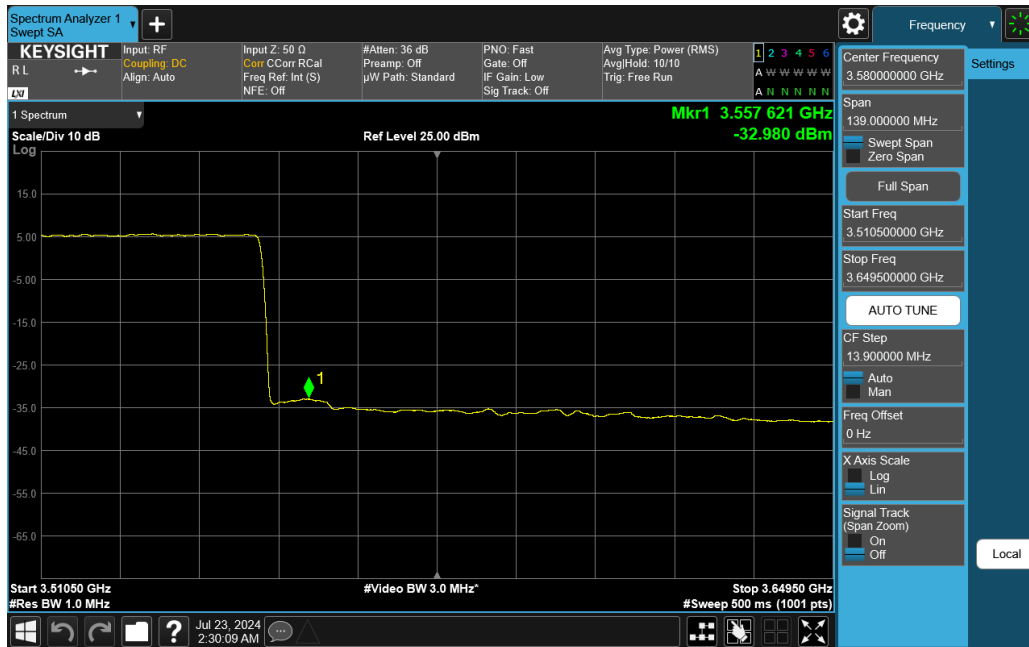 Spectrum Analyzer 1
Swept SA
+
Frequency
KEYSIGHT
R L
LXI
Input: RF
Coupling: DC
Align: Auto
Input Z: 50 Ω
Corr CCorr RCal
Freq Ref: Int (S)
NFE: Off
#Atten: 36 dB
Preamp: Off
µW Path: Standard
PNO: Fast
Gate: Off
IF Gain: Low
Sig Track: Off
Avg Type: Power (RMS)
Avg|Hold: 10/10
Trig: Free Run
1 2 3 4 5 6
A W W W W W
A N N N N N
1 Spectrum
Mkr1 3.557 621 GHz
Scale/Div 10 dB
Ref Level 25.00 dBm
-32.980 dBm
Log
15.0
5.00
-5.00
-15.0
-25.0
1
-35.0
-45.0
-55.0
-65.0
Start 3.51050 GHz
#Video BW 3.0 MHz*
Stop 3.64950 GHz
#Res BW 1.0 MHz
#Sweep 500 ms (1001 pts)
?
Jul 23, 2024
2:30:09 AM
Center Frequency
3.580000000 GHz
Settings
Span
139.000000 MHz
Swept Span
Zero Span
Full Span
Start Freq
3.510500000 GHz
Stop Freq
3.649500000 GHz
AUTO TUNE
CF Step
13.900000 MHz
Auto
Man
Freq Offset
0 Hz
X Axis Scale
Log
Lin
Signal Track
(Span Zoom)
On
Off
Local